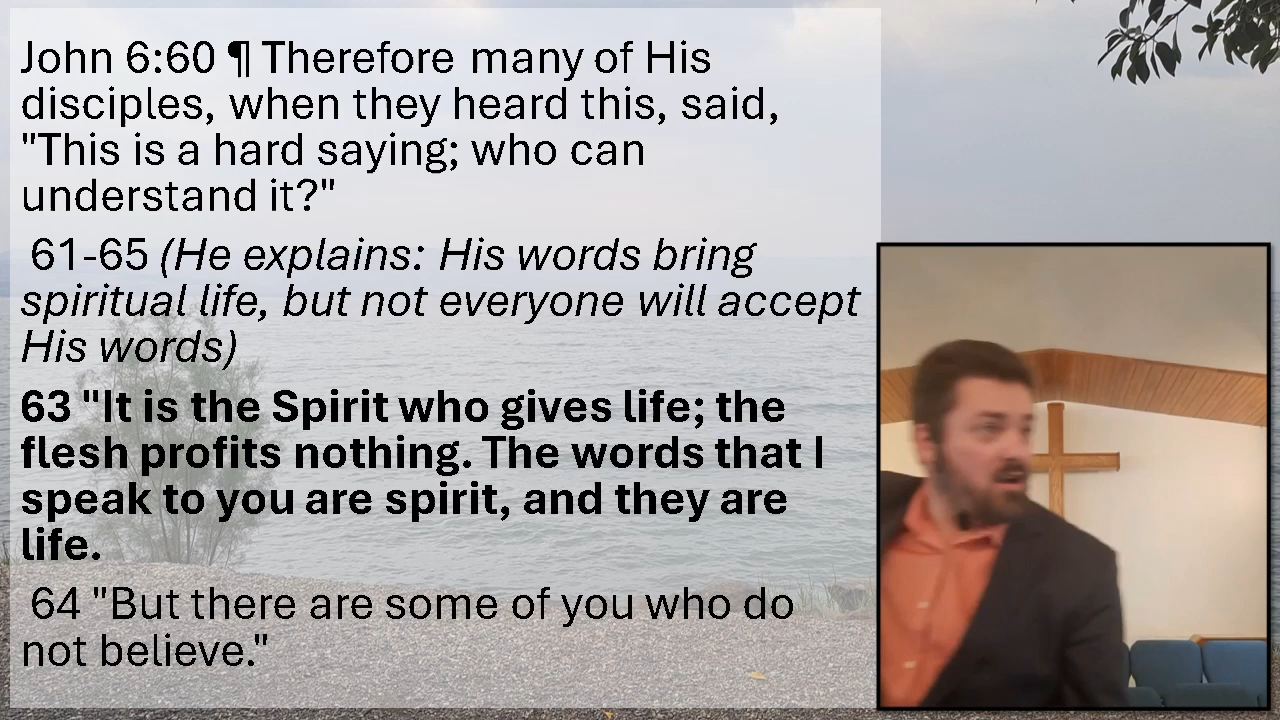 John 6:60 ¶ Therefore many of His
disciples, when they heard this, said,
"This is a hard saying; who can
understand it?"
61-65 (He explains: His words bring
spiritual life, but not everyone will accept
His words)
63 "It is the Spirit who gives life; the
flesh profits nothing. The words that I
speak to you are spirit, and they are
life.
64 "But there are some of you who do
not believe."